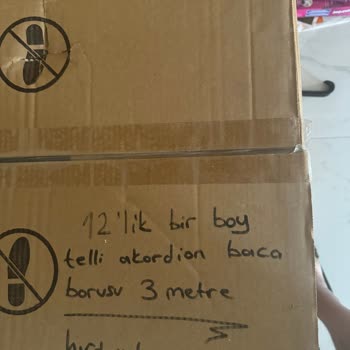 12'lik bir boy
telli akordion baca
borusu 3 metre